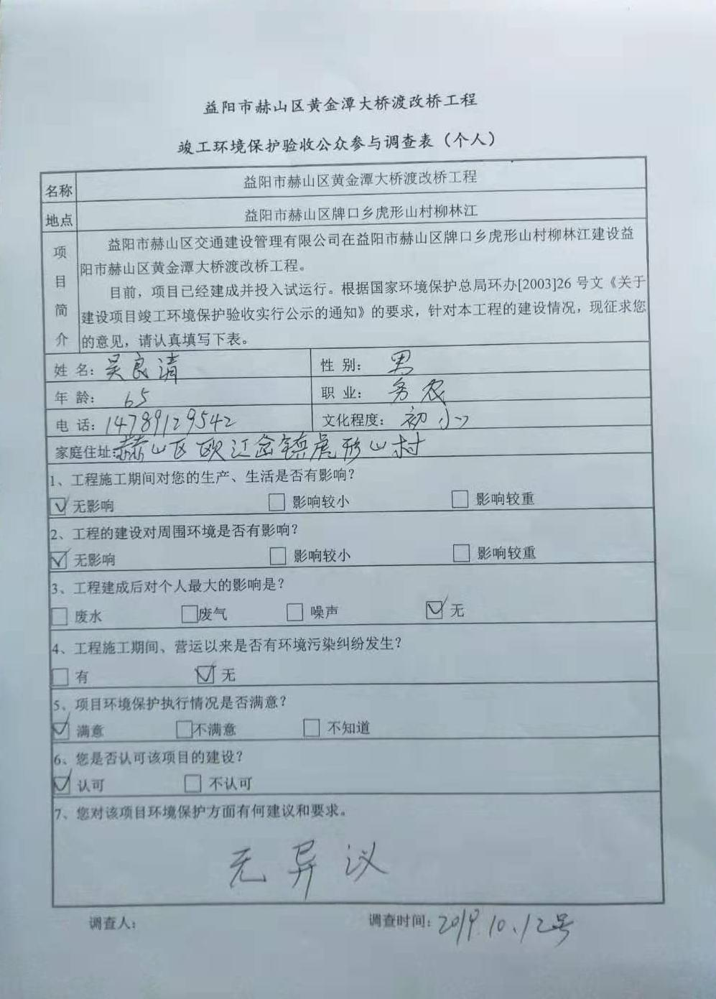 益阳市赫山区黄金潭大桥渡改桥工程
竣工环境保护验收公众参与调查表（个人）
名称 益阳市赫山区黄金潭大桥渡改桥工程
地点 益阳市赫山区牌口乡虎形山村柳林江
项目简介
益阳市赫山区交通建设管理有限公司在益阳市赫山区牌口乡虎形山村柳林江建设益
阳市赫山区黄金潭大桥渡改桥工程。
目前，项目已经建成并投入试运行。根据国家环境保护总局环办[2003]26 号文《关于
建设项目竣工环境保护验收实行公示的通知》的要求，针对本工程的建设情况，现征求您
的意见，请认真填写下表。
姓 名：吴良清 性 别：男
年 龄：65 职 业：务农
电 话：14789129542 文化程度：初小
家庭住址：赫山区欧江岔镇虎形山村
1、工程施工期间对您的生产、生活是否有影响？
☑ 无影响 □ 影响较小 □ 影响较重
2、工程的建设对周围环境是否有影响？
☑ 无影响 □ 影响较小 □ 影响较重
3、工程建成后对个人最大的影响是？
□ 废水 □ 废气 □ 噪声 ☑ 无
4、工程施工期间、营运以来是否有环境污染纠纷发生？
□ 有 ☑ 无
5、项目环境保护执行情况是否满意？
☑ 满意 □ 不满意 □ 不知道
6、您是否认可该项目的建设？
☑ 认可 □ 不认可
7、您对该项目环境保护方面有何建议和要求。
无异议
调查人： 调查时间：2019.10.12号